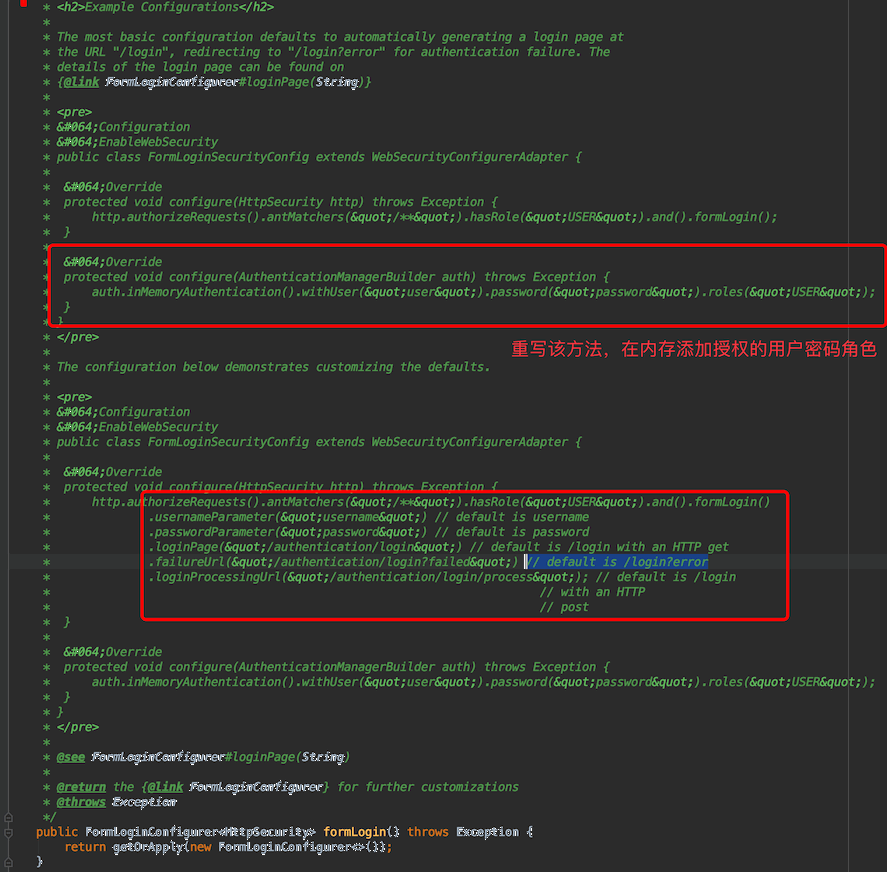 * <h2>Example Configurations</h2>
*
* The most basic configuration defaults to automatically generating a login page at
* the URL "/login", redirecting to "/login?error" for authentication failure. The
* details of the login page can be found on
* {@link FormLoginConfigurer#loginPage(String)}
*
* <pre>
* &#064;Configuration
* &#064;EnableWebSecurity
* public class FormLoginSecurityConfig extends WebSecurityConfigurerAdapter {
*
*  &#064;Override
*  protected void configure(HttpSecurity http) throws Exception {
*      http.authorizeRequests().antMatchers(&quot;/**&quot;).hasRole(&quot;USER&quot;).and().formLogin();
*  }
*
*  &#064;Override
*  protected void configure(AuthenticationManagerBuilder auth) throws Exception {
*      auth.inMemoryAuthentication().withUser(&quot;user&quot;).password(&quot;password&quot;).roles(&quot;USER&quot;);
*  }
* }
* </pre>
重写该方法，在内存添加授权的用户密码角色
*
* The configuration below demonstrates customizing the defaults.
*
* <pre>
* &#064;Configuration
* &#064;EnableWebSecurity
* public class FormLoginSecurityConfig extends WebSecurityConfigurerAdapter {
*
*  &#064;Override
*  protected void configure(HttpSecurity http) throws Exception {
*      http.authorizeRequests().antMatchers(&quot;/**&quot;).hasRole(&quot;USER&quot;).and().formLogin()
*              .usernameParameter(&quot;username&quot;) // default is username
*              .passwordParameter(&quot;password&quot;) // default is password
*              .loginPage(&quot;/authentication/login&quot;) // default is /login with an HTTP get
*              .failureUrl(&quot;/authentication/login?failed&quot;) // default is /login?error
*              .loginProcessingUrl(&quot;/authentication/login/process&quot;); // default is /login
*                                                                      // with an HTTP
*                                                                      // post
*  }
*
*  &#064;Override
*  protected void configure(AuthenticationManagerBuilder auth) throws Exception {
*      auth.inMemoryAuthentication().withUser(&quot;user&quot;).password(&quot;password&quot;).roles(&quot;USER&quot;);
*  }
* }
* </pre>
*
* @see FormLoginConfigurer#loginPage(String)
*
* @return the {@link FormLoginConfigurer} for further customizations
* @throws Exception
*/
public FormLoginConfigurer<HttpSecurity> formLogin() throws Exception {
    return getOrApply(new FormLoginConfigurer<>());
}